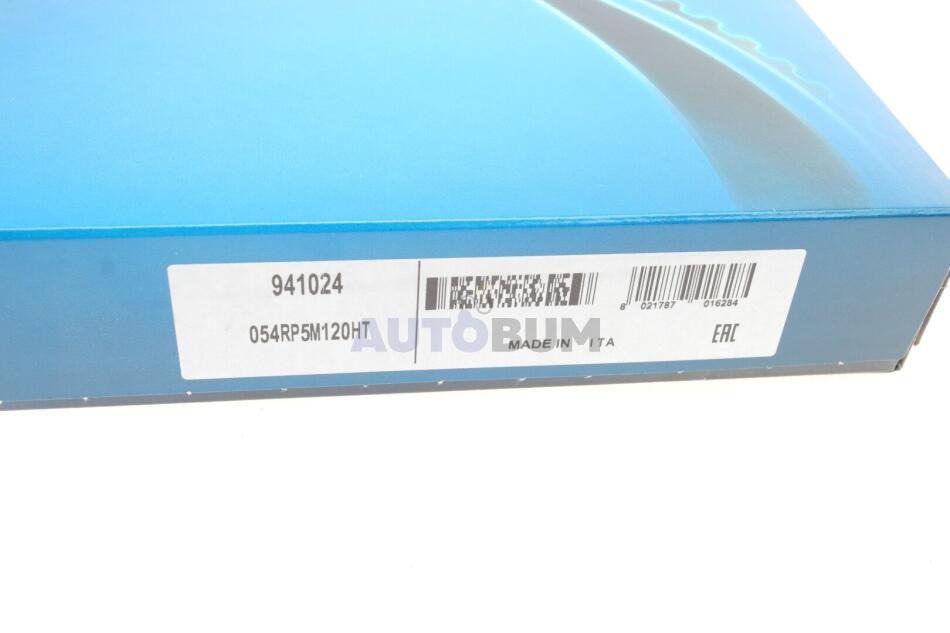 941024
054RP5M120HT
8 021787 016284
MADE IN ITA
EAC
AUTOBUM